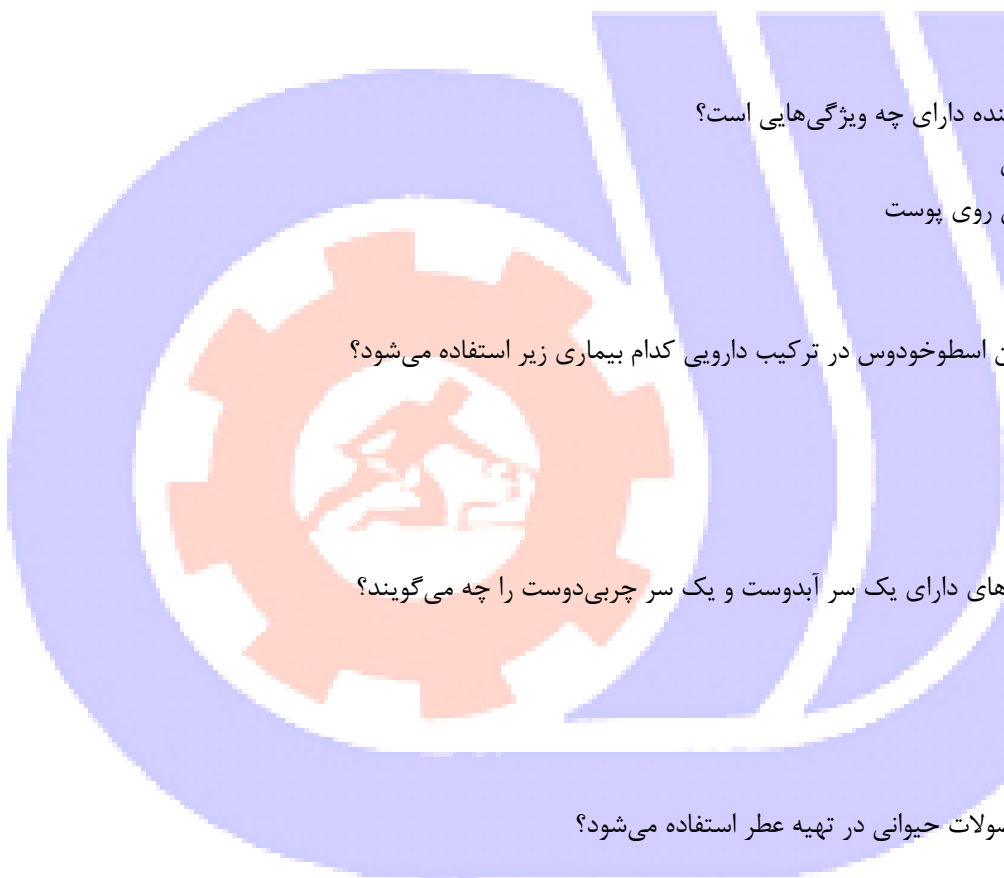 نده دارای چه ویژگی‌هایی است؟
روی پوست
اسطوخودوس در ترکیب دارویی کدام بیماری زیر استفاده می‌شود؟
های دارای یک سر آبدوست و یک سر چربی‌دوست را چه می‌گویند؟
صولات حیوانی در تهیه عطر استفاده می‌شود؟